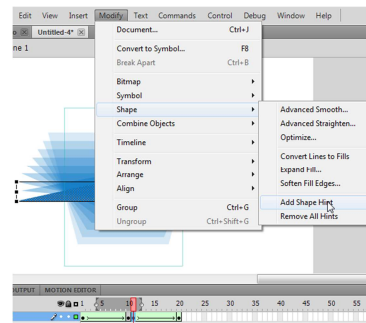 Edit View Insert Modify Text Commands Control Debug Window Help
Untitled-4*
ne 1
Document... Ctrl+J
Convert to Symbol... F8
Break Apart Ctrl+B
Bitmap
Symbol
Shape
Combine Objects
Timeline
Transform
Arrange
Align
Group Ctrl+G
Ungroup Ctrl+Shift+G
Advanced Smooth...
Advanced Straighten...
Optimize...
Convert Lines to Fills
Expand Fill...
Soften Fill Edges...
Add Shape Hint
Remove All Hints
UTPUT MOTION EDITOR
1 5 10 15 20 25 30 35 40 45 50 55